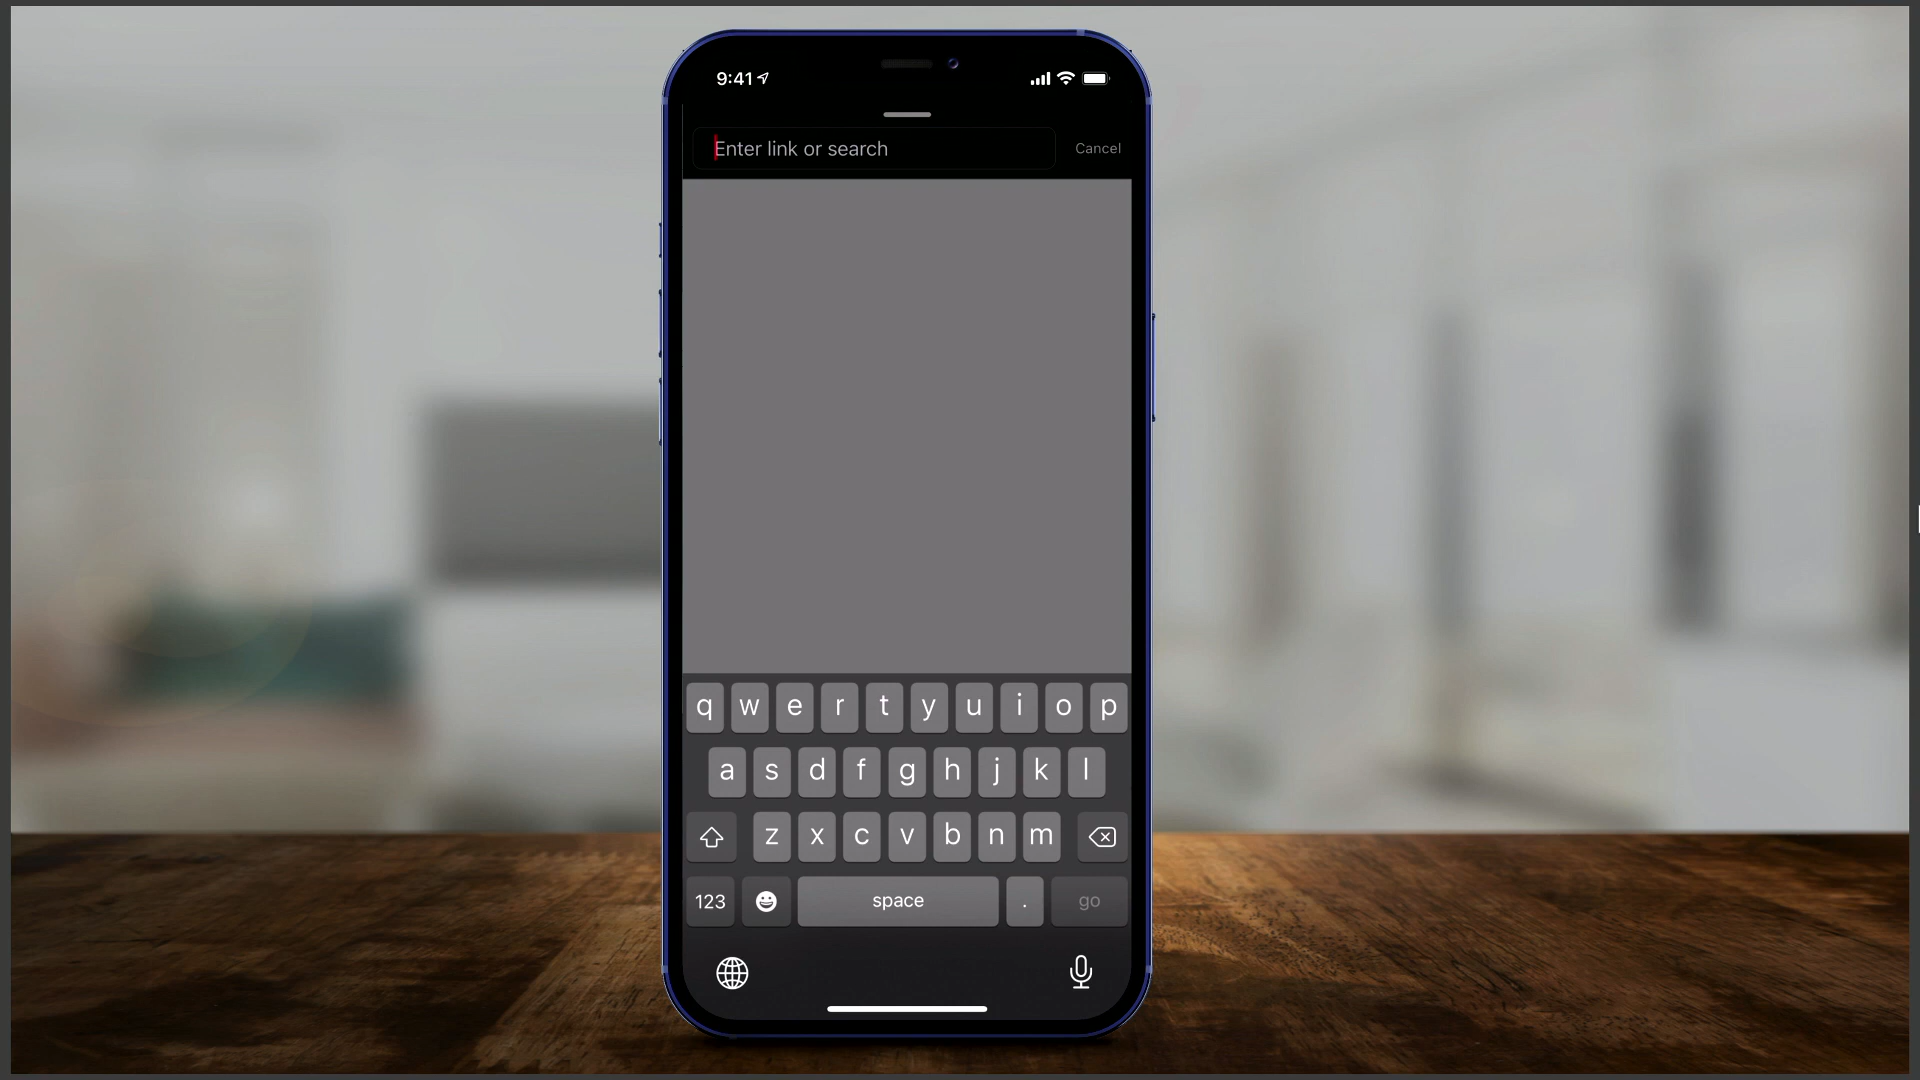 9:41
Enter link or search
Cancel
q w e r t y u i o p
a s d f g h j k l
z x c v b n m
123 space . go